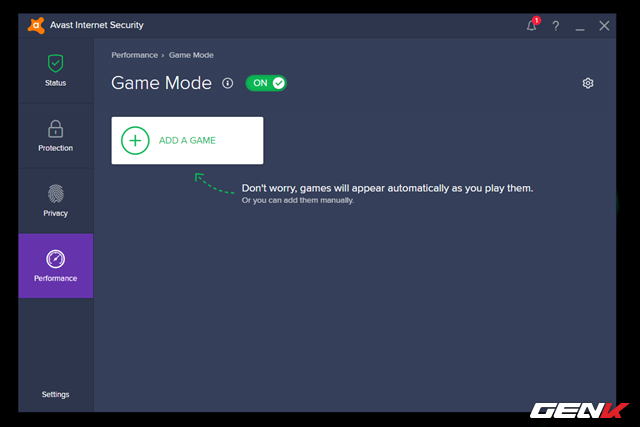 Avast Internet Security
1
?
Status
Protection
Privacy
Performance
Settings
Performance › Game Mode
Game Mode
ON
ADD A GAME
Don't worry, games will appear automatically as you play them.
Or you can add them manually.
GENK